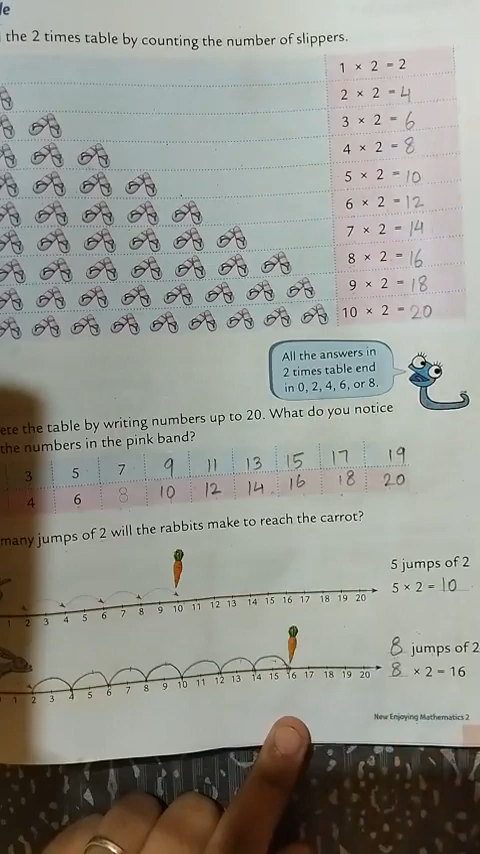 le
the 2 times table by counting the number of slippers.
1 × 2 = 2
2 × 2 = 4
3 × 2 = 6
4 × 2 = 8
5 × 2 = 10
6 × 2 = 12
7 × 2 = 14
8 × 2 = 16
9 × 2 = 18
10 × 2 = 20
All the answers in
2 times table end
in 0, 2, 4, 6, or 8.
ete the table by writing numbers up to 20. What do you notice
the numbers in the pink band?
3 5 7 9 11 13 15 17 19
4 6 8 10 12 14 16 18 20
many jumps of 2 will the rabbits make to reach the carrot?
5 jumps of 2
5 × 2 = 10
1 2 3 4 5 6 7 8 9 10 11 12 13 14 15 16 17 18 19 20
8 jumps of 2
8 × 2 = 16
1 2 3 4 5 6 7 8 9 10 11 12 13 14 15 16 17 18 19 20
New Enjoying Mathematics 2